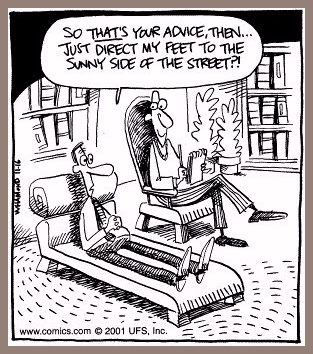 SO THAT'S YOUR ADVICE, THEN...
JUST DIRECT MY FEET TO THE
SUNNY SIDE OF THE STREET?!
www.comics.com © 2001 UFS, Inc.